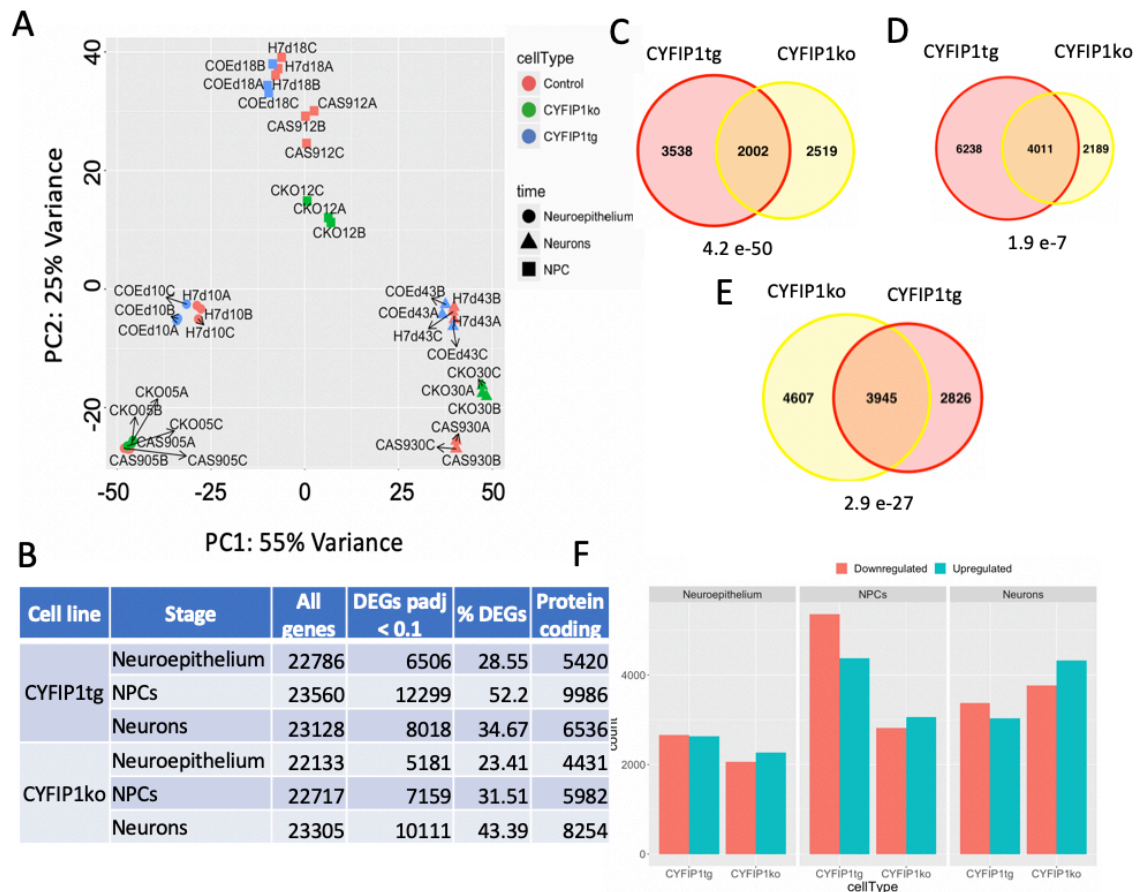 A
PC2: 25% Variance
40
20
0
-20
-50
-25
0
25
50
PC1: 55% Variance
H7d18C
COEd18B
H7d18A
COEd18A
H7d18B
COEd18C
CAS912A
CAS912B
CAS912C
CKO12C
CKO12A
CKO12B
COEd10C
H7d10A
COEd10B
H7d10B
COEd10A
H7d10C
COEd43B
H7d43B
COEd43A
H7d43A
H7d43C
COEd43C
CKO30C
CKO30A
CKO30B
CKO05A
CKO05B
CKO05C
CAS905A
CAS905B
CAS905C
CAS930A
CAS930C
CAS930B
cellType
Control
CYFIP1ko
CYFIP1tg
time
Neuroepithelium
Neurons
NPC
C
CYFIP1tg
CYFIP1ko
3538
2002
2519
4.2 e-50
D
CYFIP1tg
CYFIP1ko
6238
4011
2189
1.9 e-7
E
CYFIP1ko
CYFIP1tg
4607
3945
2826
2.9 e-27
B
Cell line Stage All genes DEGs padj < 0.1 % DEGs Protein coding
CYFIP1tg Neuroepithelium 22786 6506 28.55 5420
NPCs 23560 12299 52.2 9986
Neurons 23128 8018 34.67 6536
CYFIP1ko Neuroepithelium 22133 5181 23.41 4431
NPCs 22717 7159 31.51 5982
Neurons 23305 10111 43.39 8254
F
Downregulated Upregulated
Neuroepithelium NPCs Neurons
4000
2000
0
count
CYFIP1tg CYFIP1ko CYFIP1tg CYFIP1ko CYFIP1tg CYFIP1ko
cellType